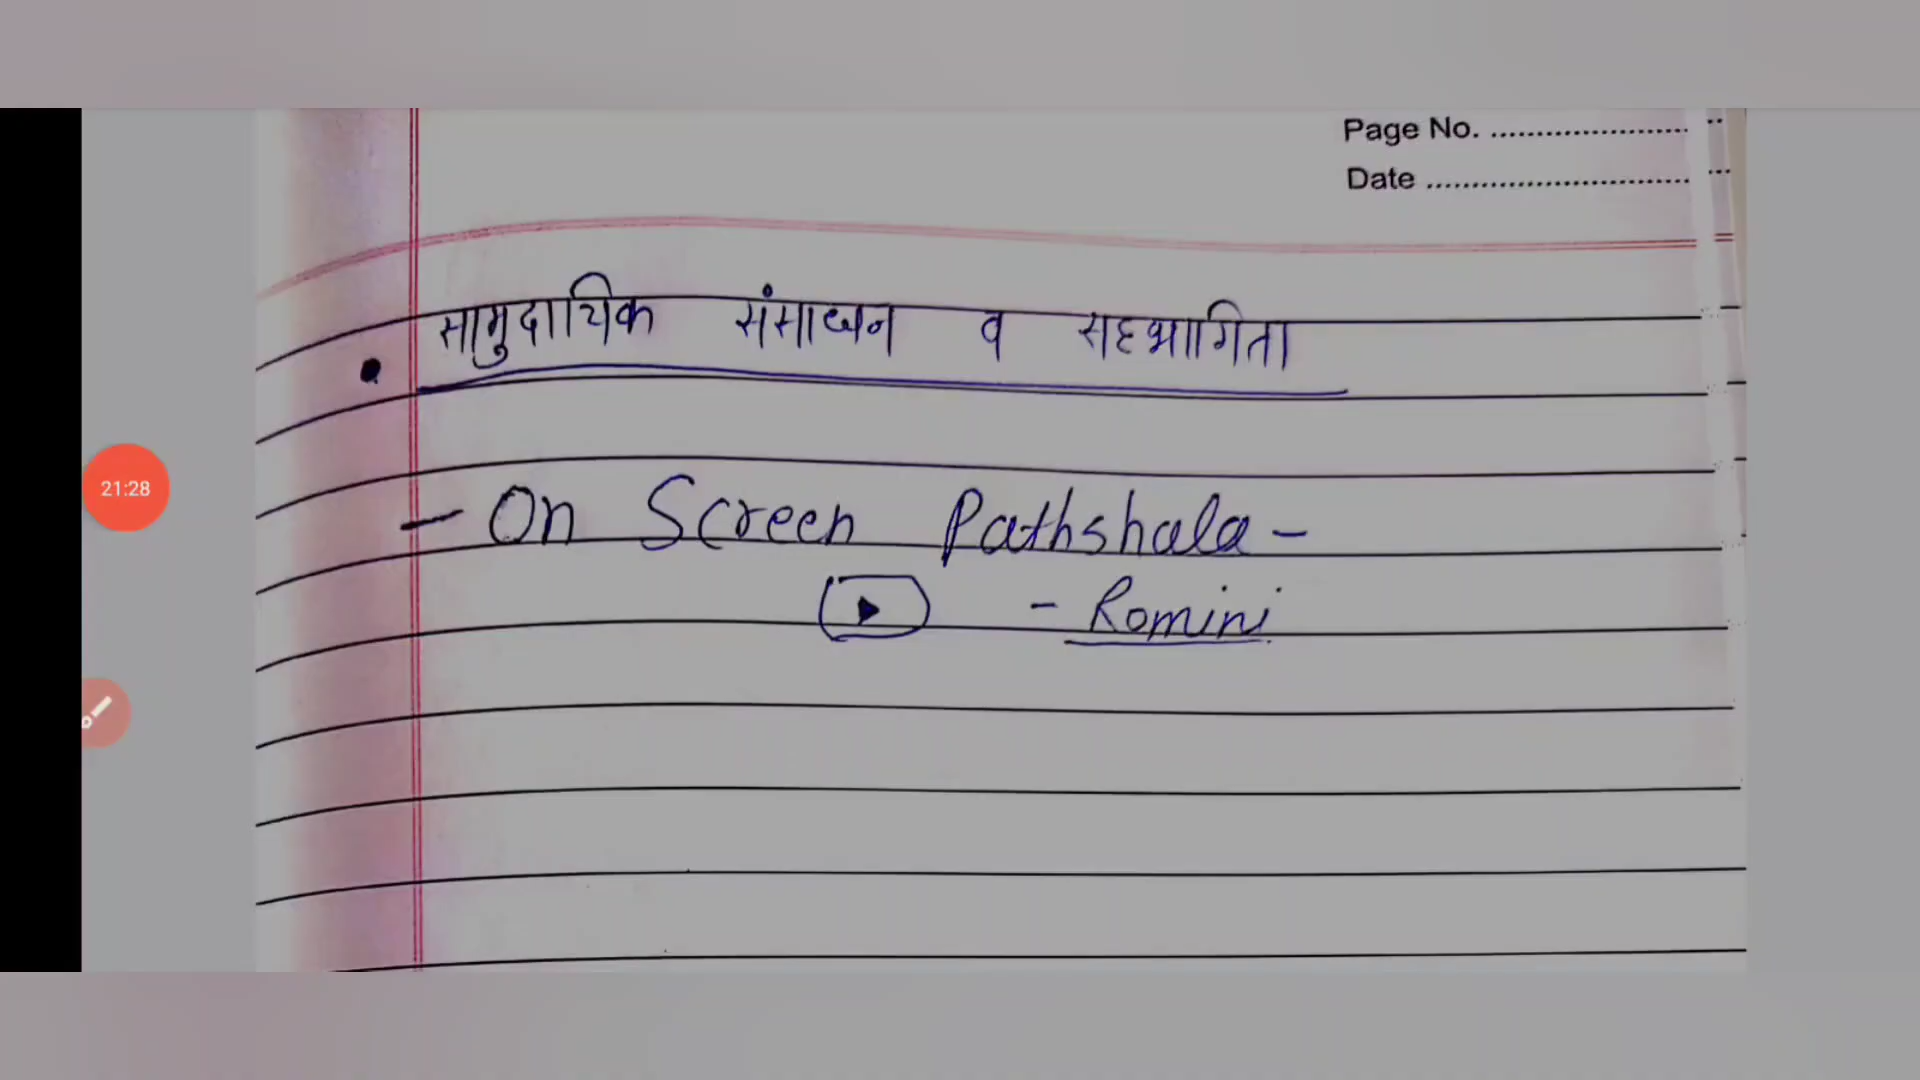 Page No. ..........................
Date ..................................
सामुदायिक संसाधन व सहभागिता
21:28
- On Screen Pathshala -
- Romini